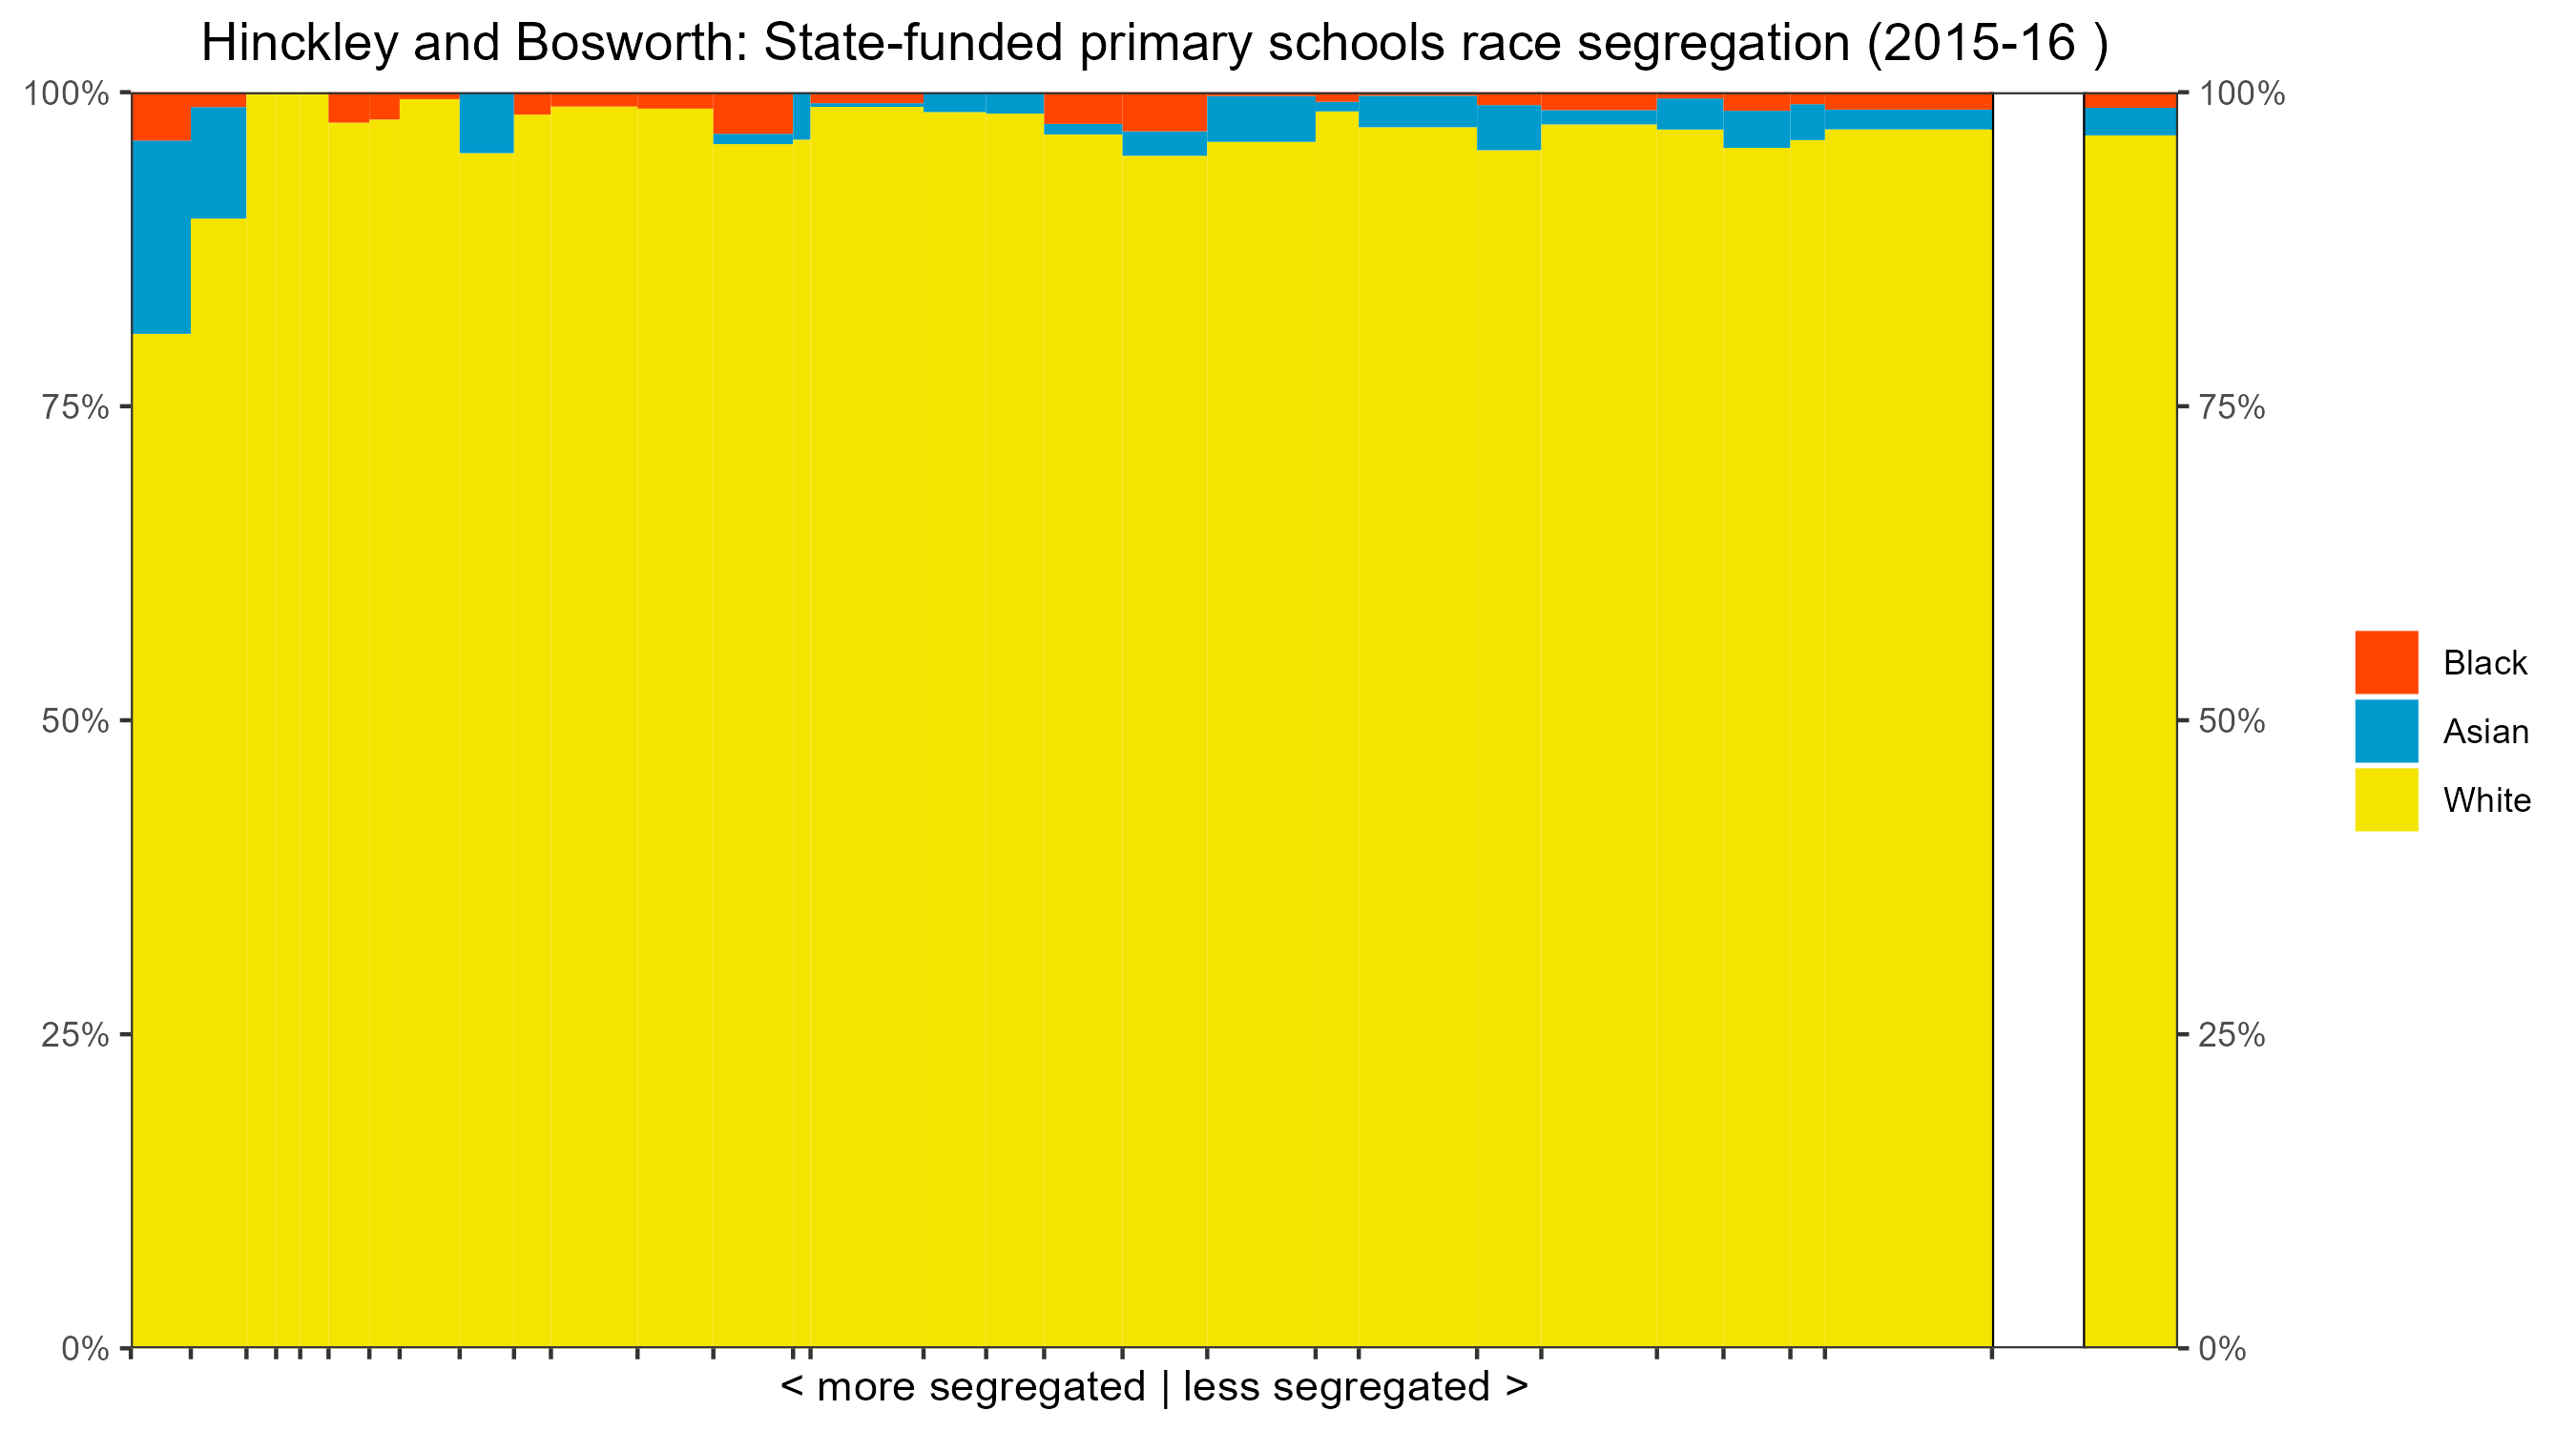 Hinckley and Bosworth: State-funded primary schools race segregation (2015-16 )
100%
75%
50%
25%
0%
100%
75%
50%
25%
0%
Black
Asian
White
< more segregated | less segregated >